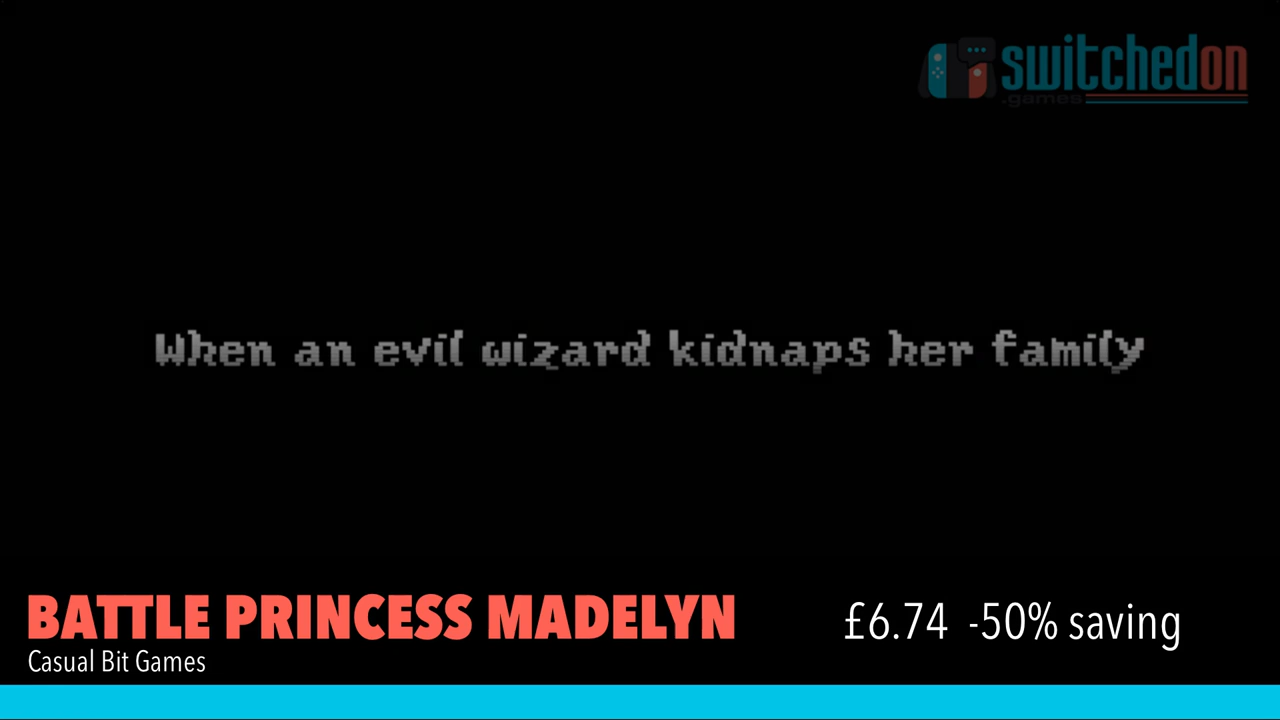 switchedon
.games
When an evil wizard kidnaps her family
BATTLE PRINCESS MADELYN
£6.74 -50% saving
Casual Bit Games